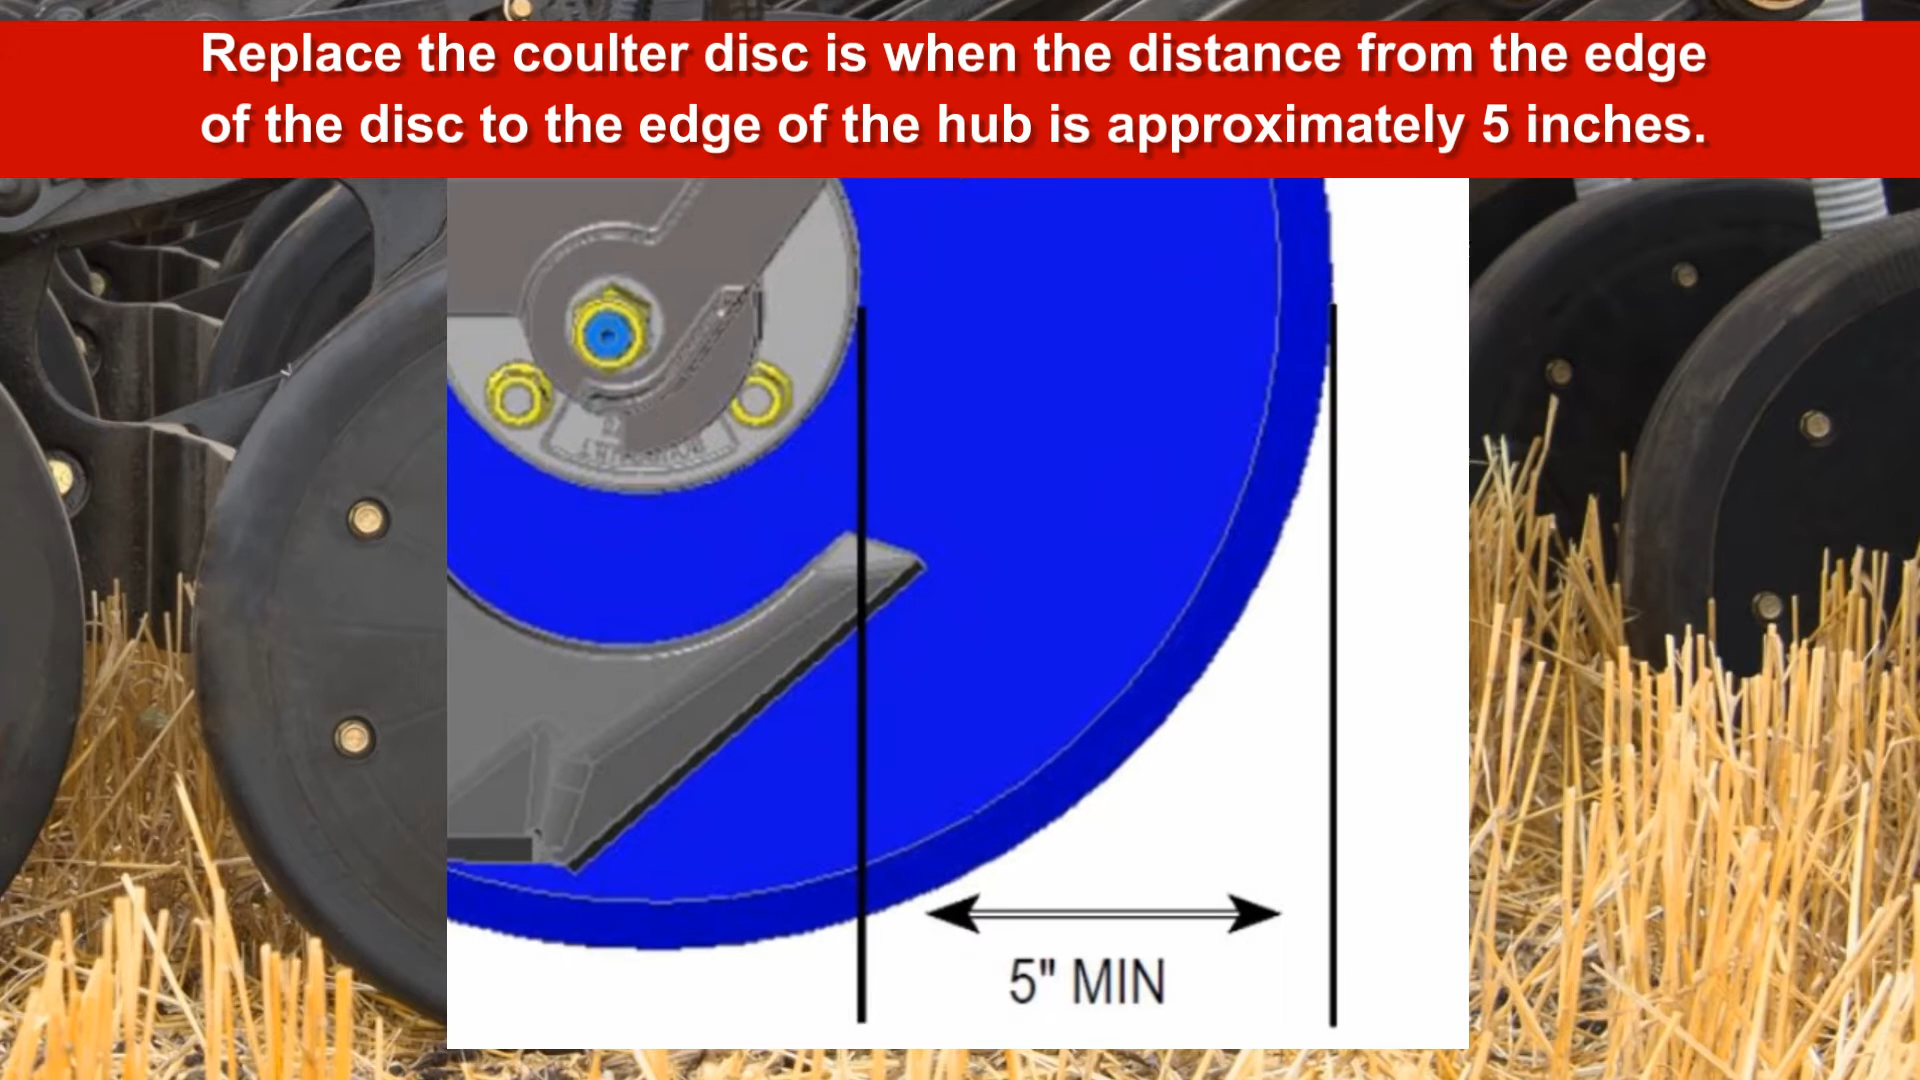 Replace the coulter disc is when the distance from the edge
of the disc to the edge of the hub is approximately 5 inches.
5" MIN